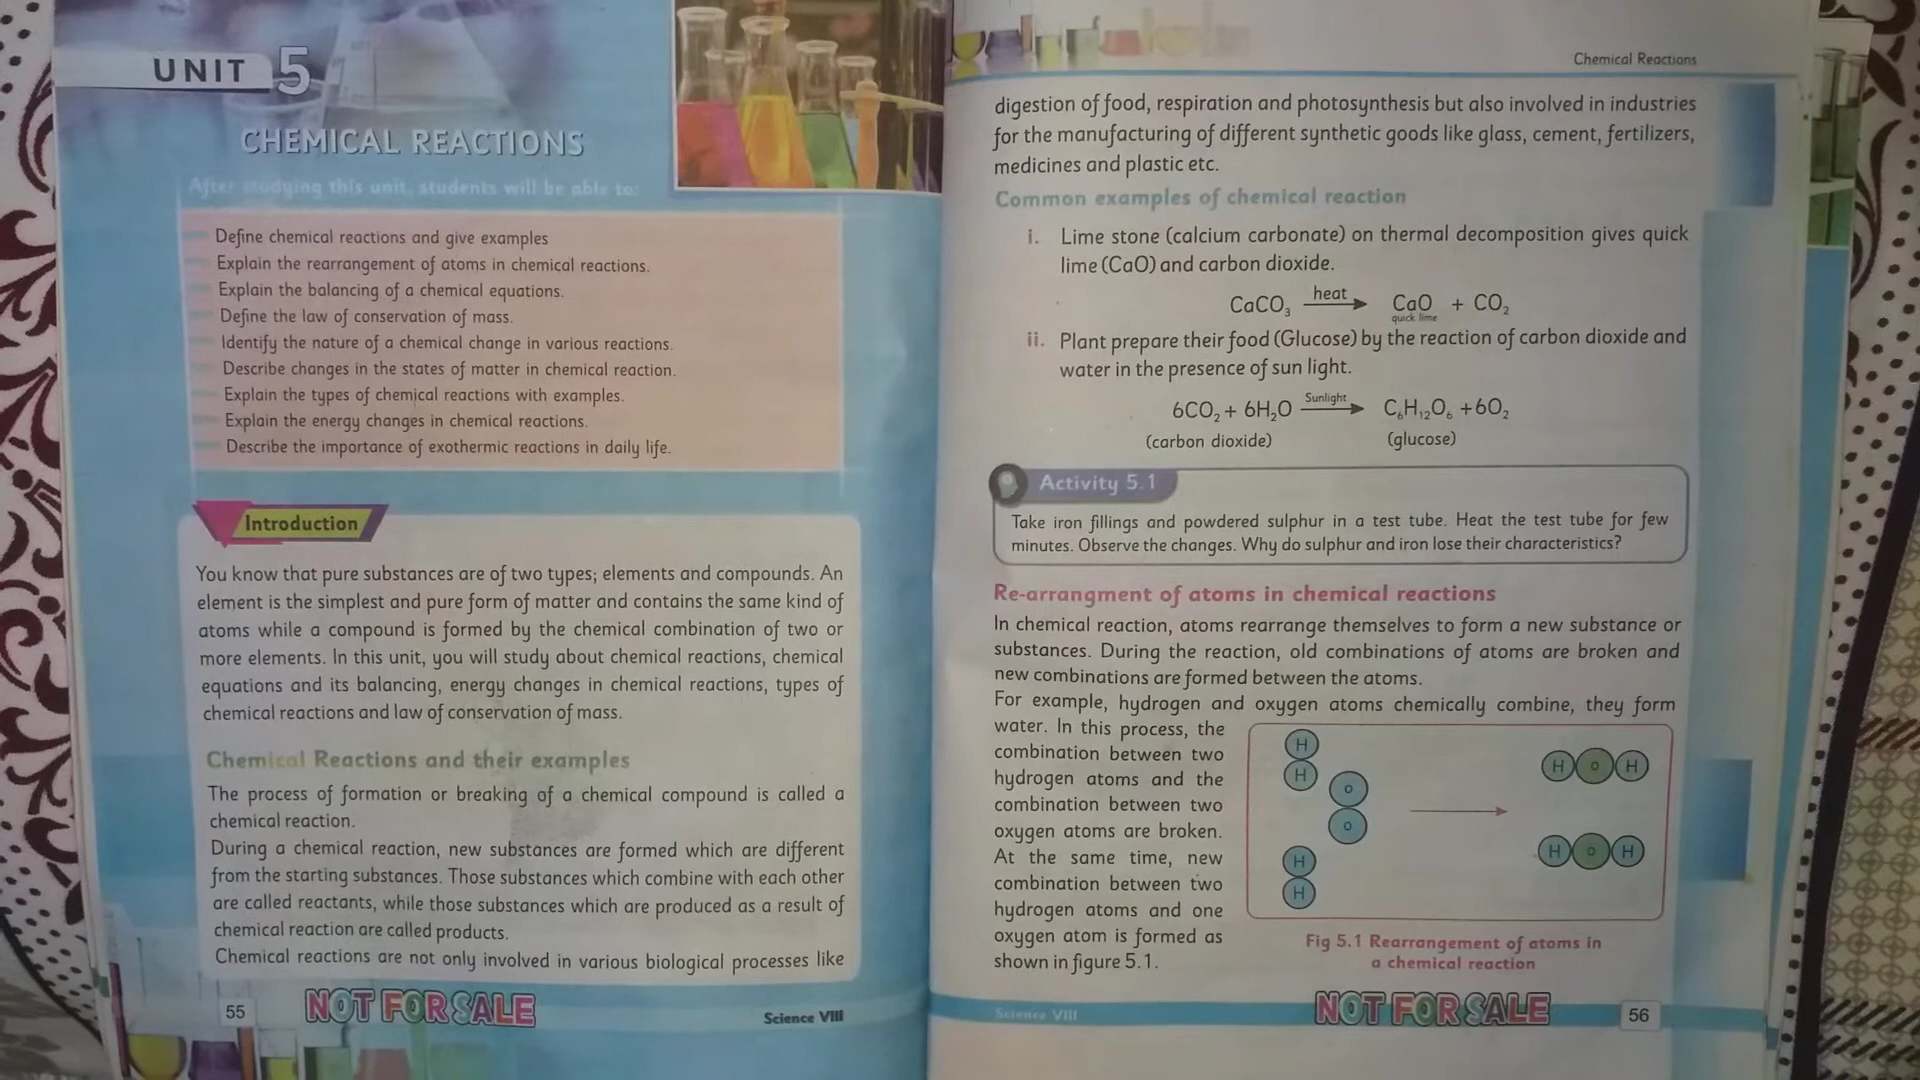 UNIT 5
CHEMICAL REACTIONS
After studying this unit, students will be able to:
Define chemical reactions and give examples
Explain the rearrangement of atoms in chemical reactions.
Explain the balancing of a chemical equations.
Define the law of conservation of mass.
Identify the nature of a chemical change in various reactions.
Describe changes in the states of matter in chemical reaction.
Explain the types of chemical reactions with examples.
Explain the energy changes in chemical reactions.
Describe the importance of exothermic reactions in daily life.
Introduction
You know that pure substances are of two types; elements and compounds. An
element is the simplest and pure form of matter and contains the same kind of
atoms while a compound is formed by the chemical combination of two or
more elements. In this unit, you will study about chemical reactions, chemical
equations and its balancing, energy changes in chemical reactions, types of
chemical reactions and law of conservation of mass.
Chemical Reactions and their examples
The process of formation or breaking of a chemical compound is called a
chemical reaction.
During a chemical reaction, new substances are formed which are different
from the starting substances. Those substances which combine with each other
are called reactants, while those substances which are produced as a result of
chemical reaction are called products.
Chemical reactions are not only involved in various biological processes like
55
NOT FOR SALE
Science VIII
Chemical Reactions
digestion of food, respiration and photosynthesis but also involved in industries
for the manufacturing of different synthetic goods like glass, cement, fertilizers,
medicines and plastic etc.
Common examples of chemical reaction
i. Lime stone (calcium carbonate) on thermal decomposition gives quick
lime (CaO) and carbon dioxide.
CaCO₃ heat → CaO + CO₂
quick lime
ii. Plant prepare their food (Glucose) by the reaction of carbon dioxide and
water in the presence of sun light.
6CO₂ + 6H₂O Sunlight → C₆H₁₂O₆ +6O₂
(carbon dioxide) (glucose)
Activity 5.1
Take iron fillings and powdered sulphur in a test tube. Heat the test tube for few
minutes. Observe the changes. Why do sulphur and iron lose their characteristics?
Re-arrangment of atoms in chemical reactions
In chemical reaction, atoms rearrange themselves to form a new substance or
substances. During the reaction, old combinations of atoms are broken and
new combinations are formed between the atoms.
For example, hydrogen and oxygen atoms chemically combine, they form
water. In this process, the
combination between two
hydrogen atoms and the
combination between two
oxygen atoms are broken.
At the same time, new
combination between two
hydrogen atoms and one
oxygen atom is formed as
shown in figure 5.1.
H
H
O
O
H
H
H O H
H O H
Fig 5.1 Rearrangement of atoms in
a chemical reaction
Science VIII
NOT FOR SALE
56